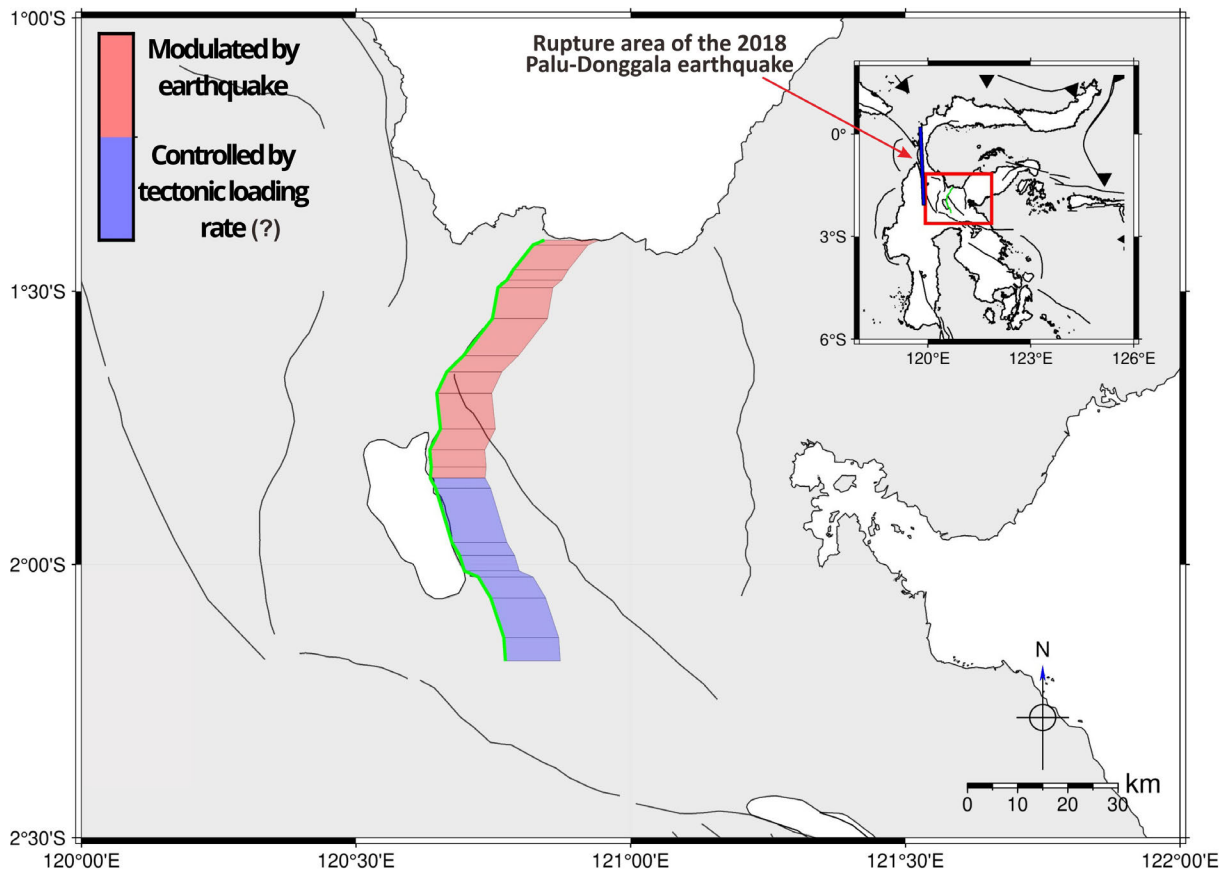 1°00'S
Modulated by
earthquake
Controlled by
tectonic loading
rate (?)
Rupture area of the 2018
Palu-Donggala earthquake
0°
3°S
6°S
120°E
123°E
126°E
1°30'S
2°00'S
2°30'S
N
km
0
10
20
30
120°00'E
120°30'E
121°00'E
121°30'E
122°00'E